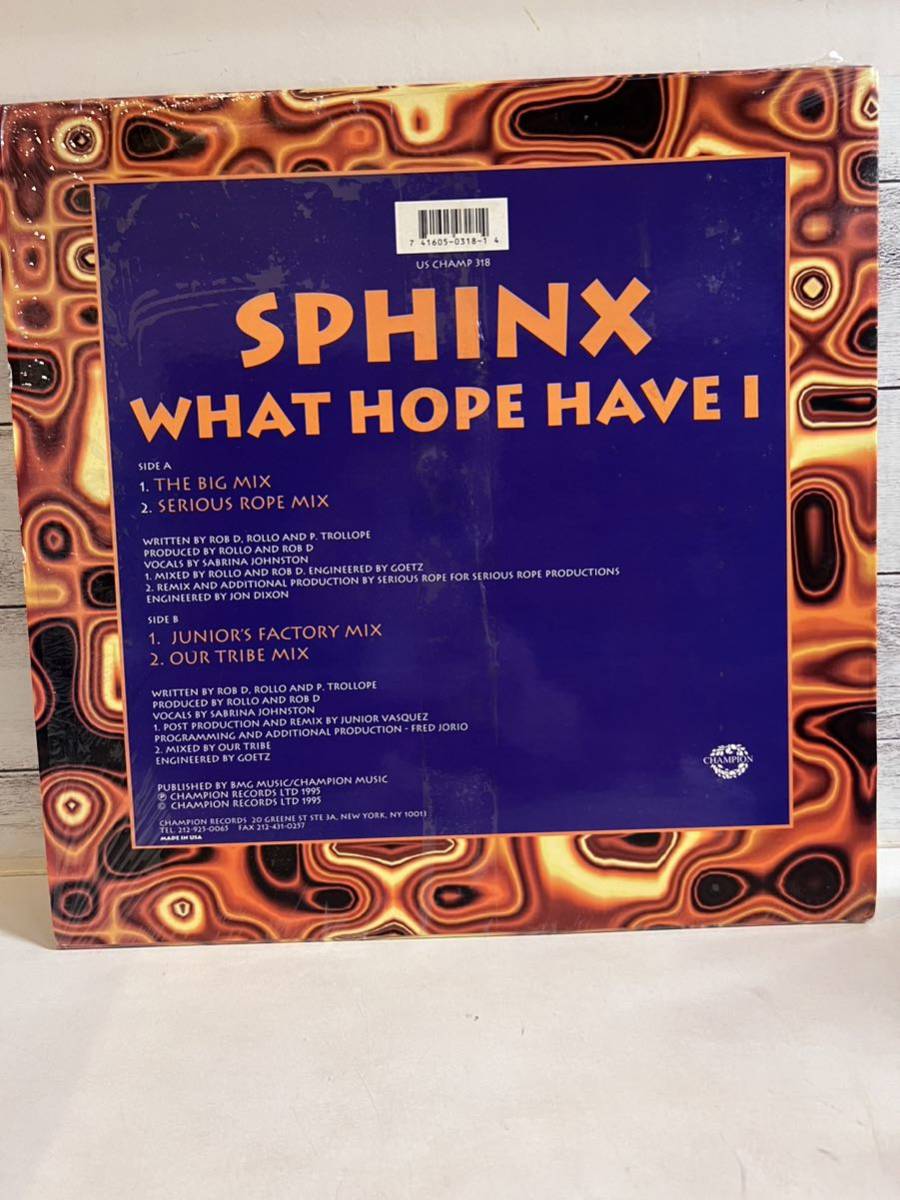 7 41605-0318-1 4
US CHAMP 318
SPHINX
WHAT HOPE HAVE I
SIDE A
1. THE BIG MIX
2. SERIOUS ROPE MIX
WRITTEN BY ROB D, ROLLO AND P. TROLLOPE
PRODUCED BY ROLLO AND ROB D
VOCALS BY SABRINA JOHNSTON
1. MIXED BY ROLLO AND ROB D. ENGINEERED BY GOETZ
2. REMIX AND ADDITIONAL PRODUCTION BY SERIOUS ROPE FOR SERIOUS ROPE PRODUCTIONS
ENGINEERED BY JON DIXON
SIDE B
1. JUNIOR'S FACTORY MIX
2. OUR TRIBE MIX
WRITTEN BY ROB D, ROLLO AND P. TROLLOPE
PRODUCED BY ROLLO AND ROB D
VOCALS BY SABRINA JOHNSTON
1. POST PRODUCTION AND REMIX BY JUNIOR VASQUEZ
PROGRAMMING AND ADDITIONAL PRODUCTION - FRED JORIO
2. MIXED BY OUR TRIBE
ENGINEERED BY GOETZ
CHAMPION
PUBLISHED BY BMG MUSIC/CHAMPION MUSIC
℗ CHAMPION RECORDS LTD 1995
© CHAMPION RECORDS LTD 1995
CHAMPION RECORDS 20 GREENE ST STE 3A, NEW YORK, NY 10013
TEL. 212-925-0065 FAX 212-431-0257
MADE IN USA